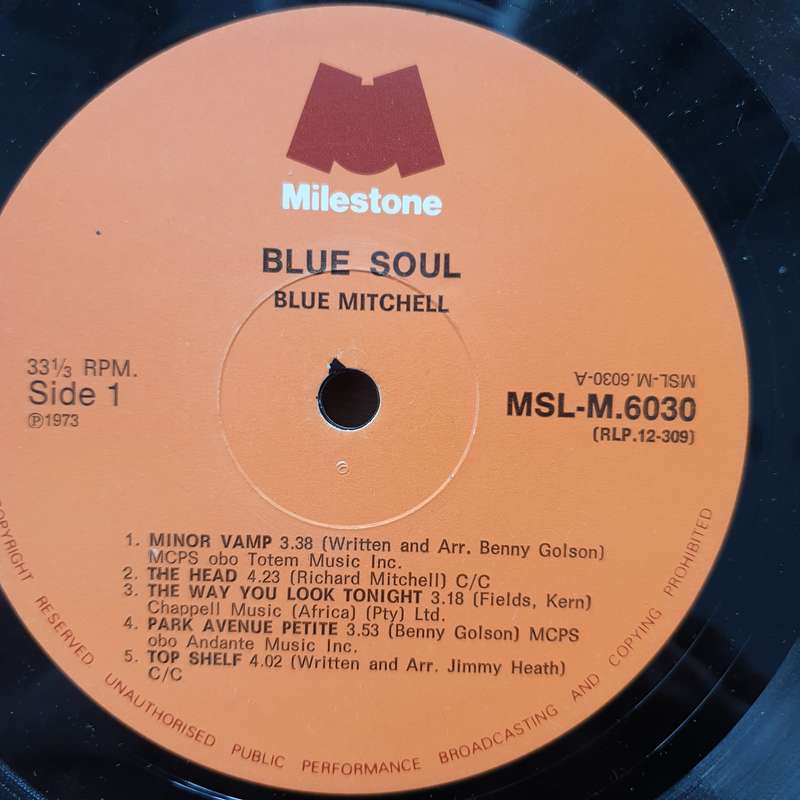 Milestone
BLUE SOUL
BLUE MITCHELL
33⅓ RPM.
Side 1
Ⓟ1973
MSL-M.6030-A
MSL-M.6030
(RLP.12-309)
1. MINOR VAMP 3.38 (Written and Arr. Benny Golson)
MCPS obo Totem Music Inc.
2. THE HEAD 4.23 (Richard Mitchell) C/C
3. THE WAY YOU LOOK TONIGHT 3.18 (Fields, Kern)
Chappell Music (Africa) (Pty) Ltd.
4. PARK AVENUE PETITE 3.53 (Benny Golson) MCPS
obo Andante Music Inc.
5. TOP SHELF 4.02 (Written and Arr. Jimmy Heath)
C/C
COPYRIGHT RESERVED UNAUTHORISED PUBLIC PERFORMANCE BROADCASTING AND COPYING PROHIBITED